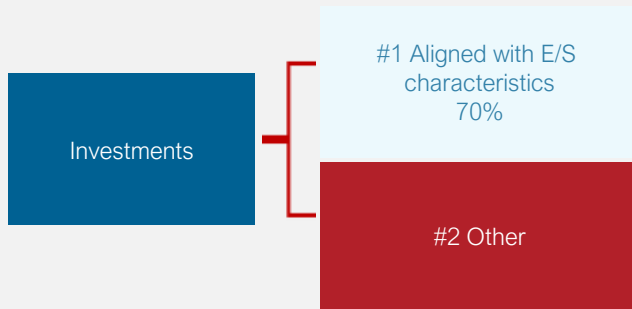 #1 Aligned with E/S
characteristics
70%
Investments
#2 Other